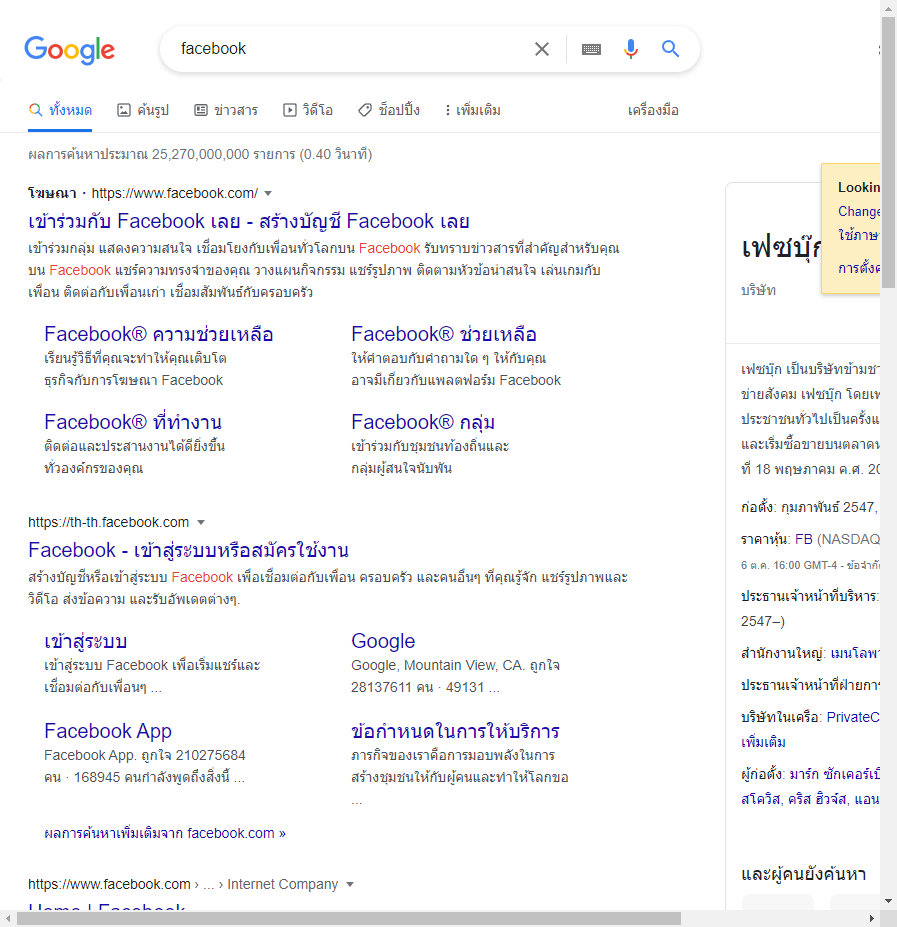 Google
facebook
ทั้งหมด
ค้นรูป
ข่าวสาร
วิดีโอ
ช็อปปิ้ง
เพิ่มเติม
เครื่องมือ
ผลการค้นหาประมาณ 25,270,000,000 รายการ (0.40 วินาที)
โฆษณา · https://www.facebook.com/
เข้าร่วมกับ Facebook เลย - สร้างบัญชี Facebook เลย
เข้าร่วมกลุ่ม แสดงความสนใจ เชื่อมโยงกับเพื่อนทั่วโลกบน Facebook รับทราบข่าวสารที่สำคัญสำหรับคุณ
บน Facebook แชร์ความทรงจำของคุณ วางแผนกิจกรรม แชร์รูปภาพ ติดตามหัวข้อน่าสนใจ เล่นเกมกับ
เพื่อน ติดต่อกับเพื่อนเก่า เชื่อมสัมพันธ์กับครอบครัว
Facebook® ความช่วยเหลือ
เรียนรู้วิธีที่คุณจะทำให้คุณเติบโต
ธุรกิจกับการโฆษณา Facebook
Facebook® ช่วยเหลือ
ให้คำตอบกับคำถามใด ๆ ให้กับคุณ
อาจมีเกี่ยวกับแพลตฟอร์ม Facebook
Facebook® ที่ทำงาน
ติดต่อและประสานงานได้ดียิ่งขึ้น
ทั่วองค์กรของคุณ
Facebook® กลุ่ม
เข้าร่วมกับชุมชนท้องถิ่นและ
กลุ่มผู้สนใจนับพัน
https://th-th.facebook.com
Facebook - เข้าสู่ระบบหรือสมัครใช้งาน
สร้างบัญชีหรือเข้าสู่ระบบ Facebook เพื่อเชื่อมต่อกับเพื่อน ครอบครัว และคนอื่นๆ ที่คุณรู้จัก แชร์รูปภาพและ
วิดีโอ ส่งข้อความ และรับอัพเดตต่างๆ.
เข้าสู่ระบบ
เข้าสู่ระบบ Facebook เพื่อเริ่มแชร์และ
เชื่อมต่อกับเพื่อนๆ ...
Google
Google, Mountain View, CA. ถูกใจ
28137611 คน · 49131 ...
Facebook App
Facebook App. ถูกใจ 210275684
คน · 168945 คนกำลังพูดถึงสิ่งนี้ ...
ข้อกำหนดในการให้บริการ
ภารกิจของเราคือการมอบพลังในการ
สร้างชุมชนให้กับผู้คนและทำให้โลกขอ
...
ผลการค้นหาเพิ่มเติมจาก facebook.com »
https://www.facebook.com › ... › Internet Company
Home | Facebook
Lookin
Change
ใช้ภาษ
การตั้งค
เฟซบุ๊ก
บริษัท
เฟซบุ๊ก เป็นบริษัทข้ามชา
ข่ายสังคม เฟซบุ๊ก โดยเฟ
ประชาชนทั่วไปเป็นครั้งแ
และเริ่มซื้อขายบนตลาดห
ที่ 18 พฤษภาคม ค.ศ. 20
ก่อตั้ง: กุมภาพันธ์ 2547,
ราคาหุ้น: FB (NASDAQ
6 ต.ค. 16:00 GMT-4 - ข้อจำกั
ประธานเจ้าหน้าที่บริหาร:
2547–)
สำนักงานใหญ่: เมนโลพา
ประธานเจ้าหน้าที่ฝ่ายการ
บริษัทในเครือ: PrivateC
เพิ่มเติม
ผู้ก่อตั้ง: มาร์ก ซักเคอร์เบิ
สโควิส, คริส ฮิวจ์ส, แอน
และผู้คนยังค้นหา